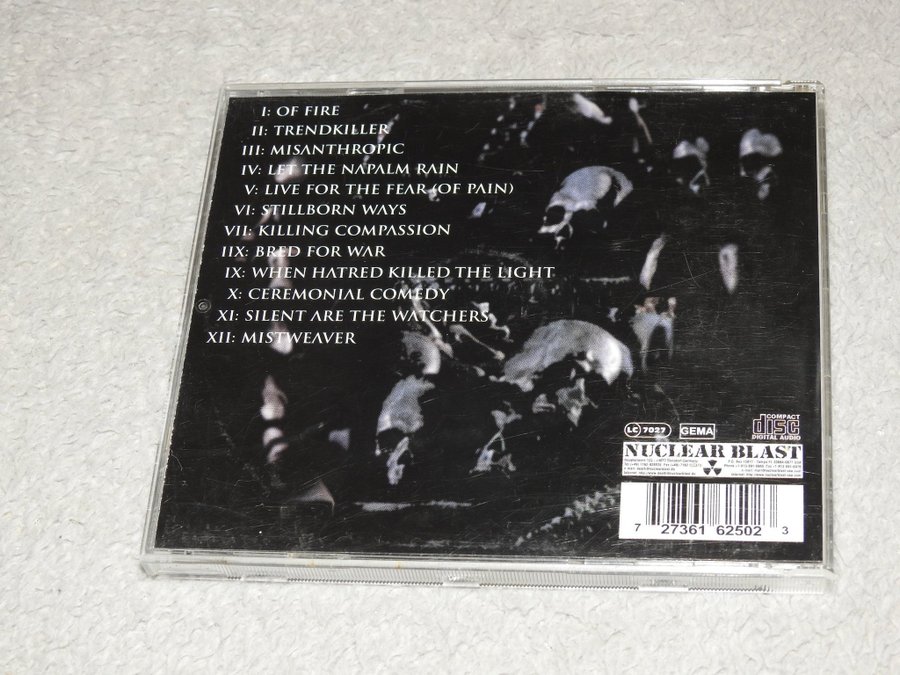 I: OF FIRE
II: TRENDKILLER
III: MISANTHROPIC
IV: LET THE NAPALM RAIN
V: LIVE FOR THE FEAR (OF PAIN)
VI: STILLBORN WAYS
VII: KILLING COMPASSION
IIX: BRED FOR WAR
IX: WHEN HATRED KILLED THE LIGHT
X: CEREMONIAL COMEDY
XI: SILENT ARE THE WATCHERS
XII: MISTWEAVER
LC 7027
GEMA
COMPACT
disc
DIGITAL AUDIO
NUCLEAR BLAST
7 27361 62502 3